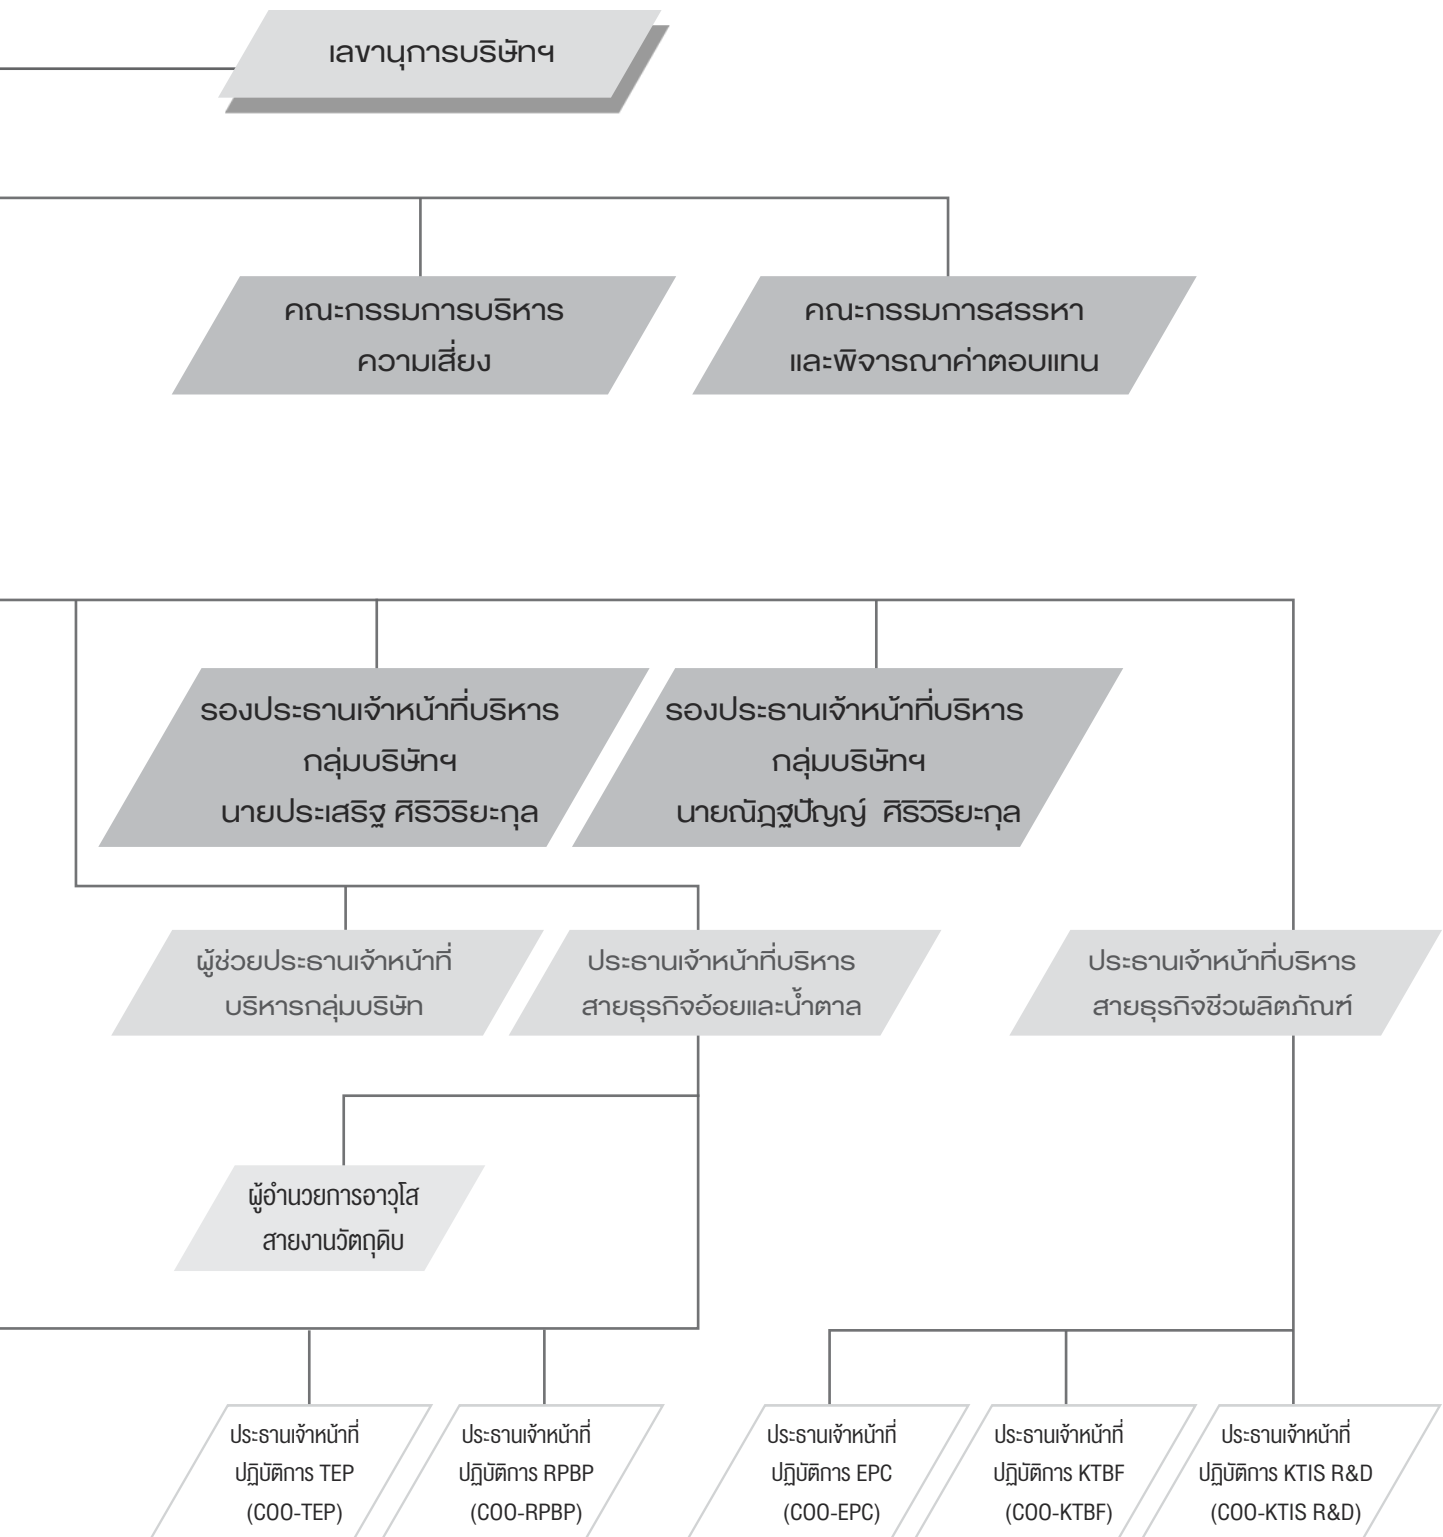 เลขานุการบริษัทฯ
คณะกรรมการบริหาร
ความเสี่ยง
คณะกรรมการสรรหา
และพิจารณาค่าตอบแทน
รองประธานเจ้าหน้าที่บริหาร
กลุ่มบริษัทฯ
นายประเสริฐ ศิริวิริยะกุล
รองประธานเจ้าหน้าที่บริหาร
กลุ่มบริษัทฯ
นายณัฎฐปัญญ์ ศิริวิริยะกุล
ผู้ช่วยประธานเจ้าหน้าที่
บริหารกลุ่มบริษัท
ประธานเจ้าหน้าที่บริหาร
สายธุรกิจอ้อยและน้ำตาล
ประธานเจ้าหน้าที่บริหาร
สายธุรกิจชีวผลิตภัณฑ์
ผู้อำนวยการอาวุโส
สายงานวัตถุดิบ
ประธานเจ้าหน้าที่
ปฏิบัติการ TEP
(COO-TEP)
ประธานเจ้าหน้าที่
ปฏิบัติการ RPBP
(COO-RPBP)
ประธานเจ้าหน้าที่
ปฏิบัติการ EPC
(COO-EPC)
ประธานเจ้าหน้าที่
ปฏิบัติการ KTBF
(COO-KTBF)
ประธานเจ้าหน้าที่
ปฏิบัติการ KTIS R&D
(COO-KTIS R&D)